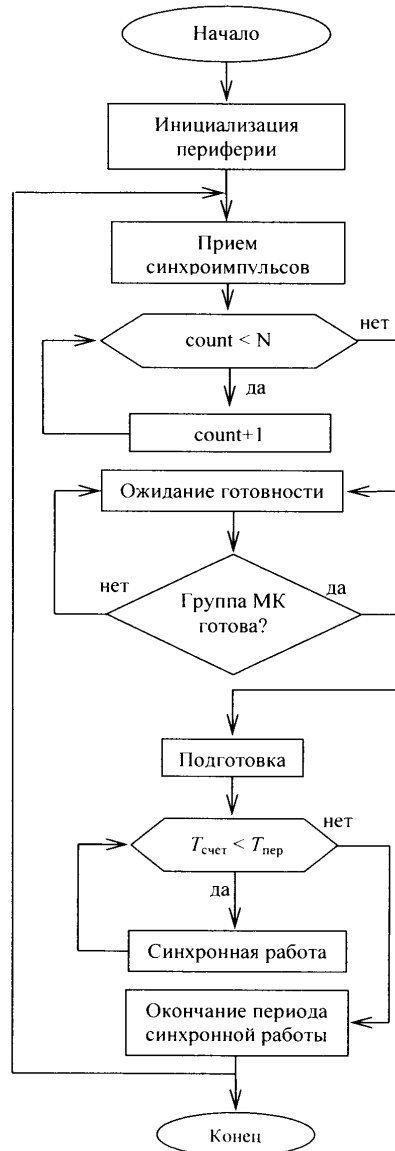 Начало
Инициализация
периферии
Прием
синхроимпульсов
count < N
нет
да
count+1
Ожидание готовности
нет
Группа МК
готова?
да
Подготовка
Tсчет < Tпер
нет
да
Синхронная работа
Окончание периода
синхронной работы
Конец